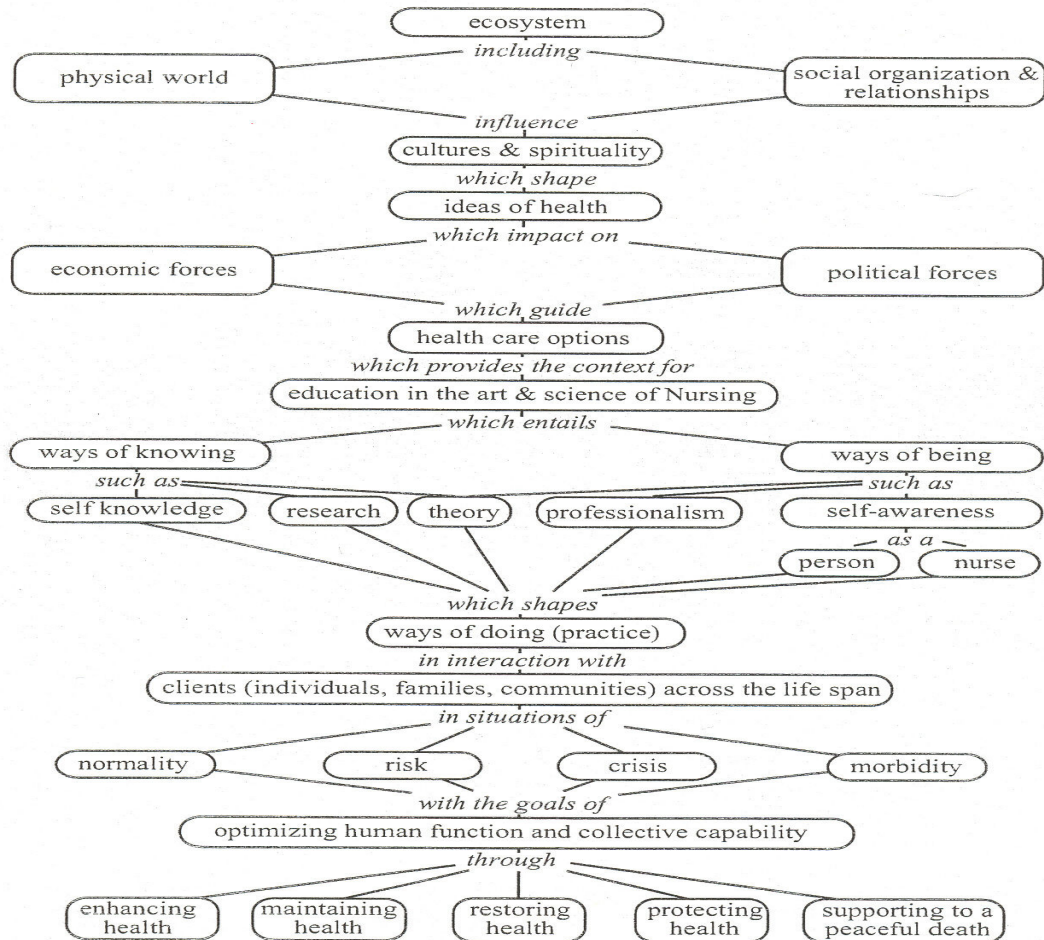 ecosystem
including
physical world
social organization &
relationships
influence
cultures & spirituality
which shape
ideas of health
which impact on
economic forces
political forces
which guide
health care options
which provides the context for
education in the art & science of Nursing
which entails
ways of knowing
ways of being
such as
such as
self knowledge
research
theory
professionalism
self-awareness
as a
person
nurse
which shapes
ways of doing (practice)
in interaction with
clients (individuals, families, communities) across the life span
in situations of
normality
risk
crisis
morbidity
with the goals of
optimizing human function and collective capability
through
enhancing
health
maintaining
health
restoring
health
protecting
health
supporting to a
peaceful death